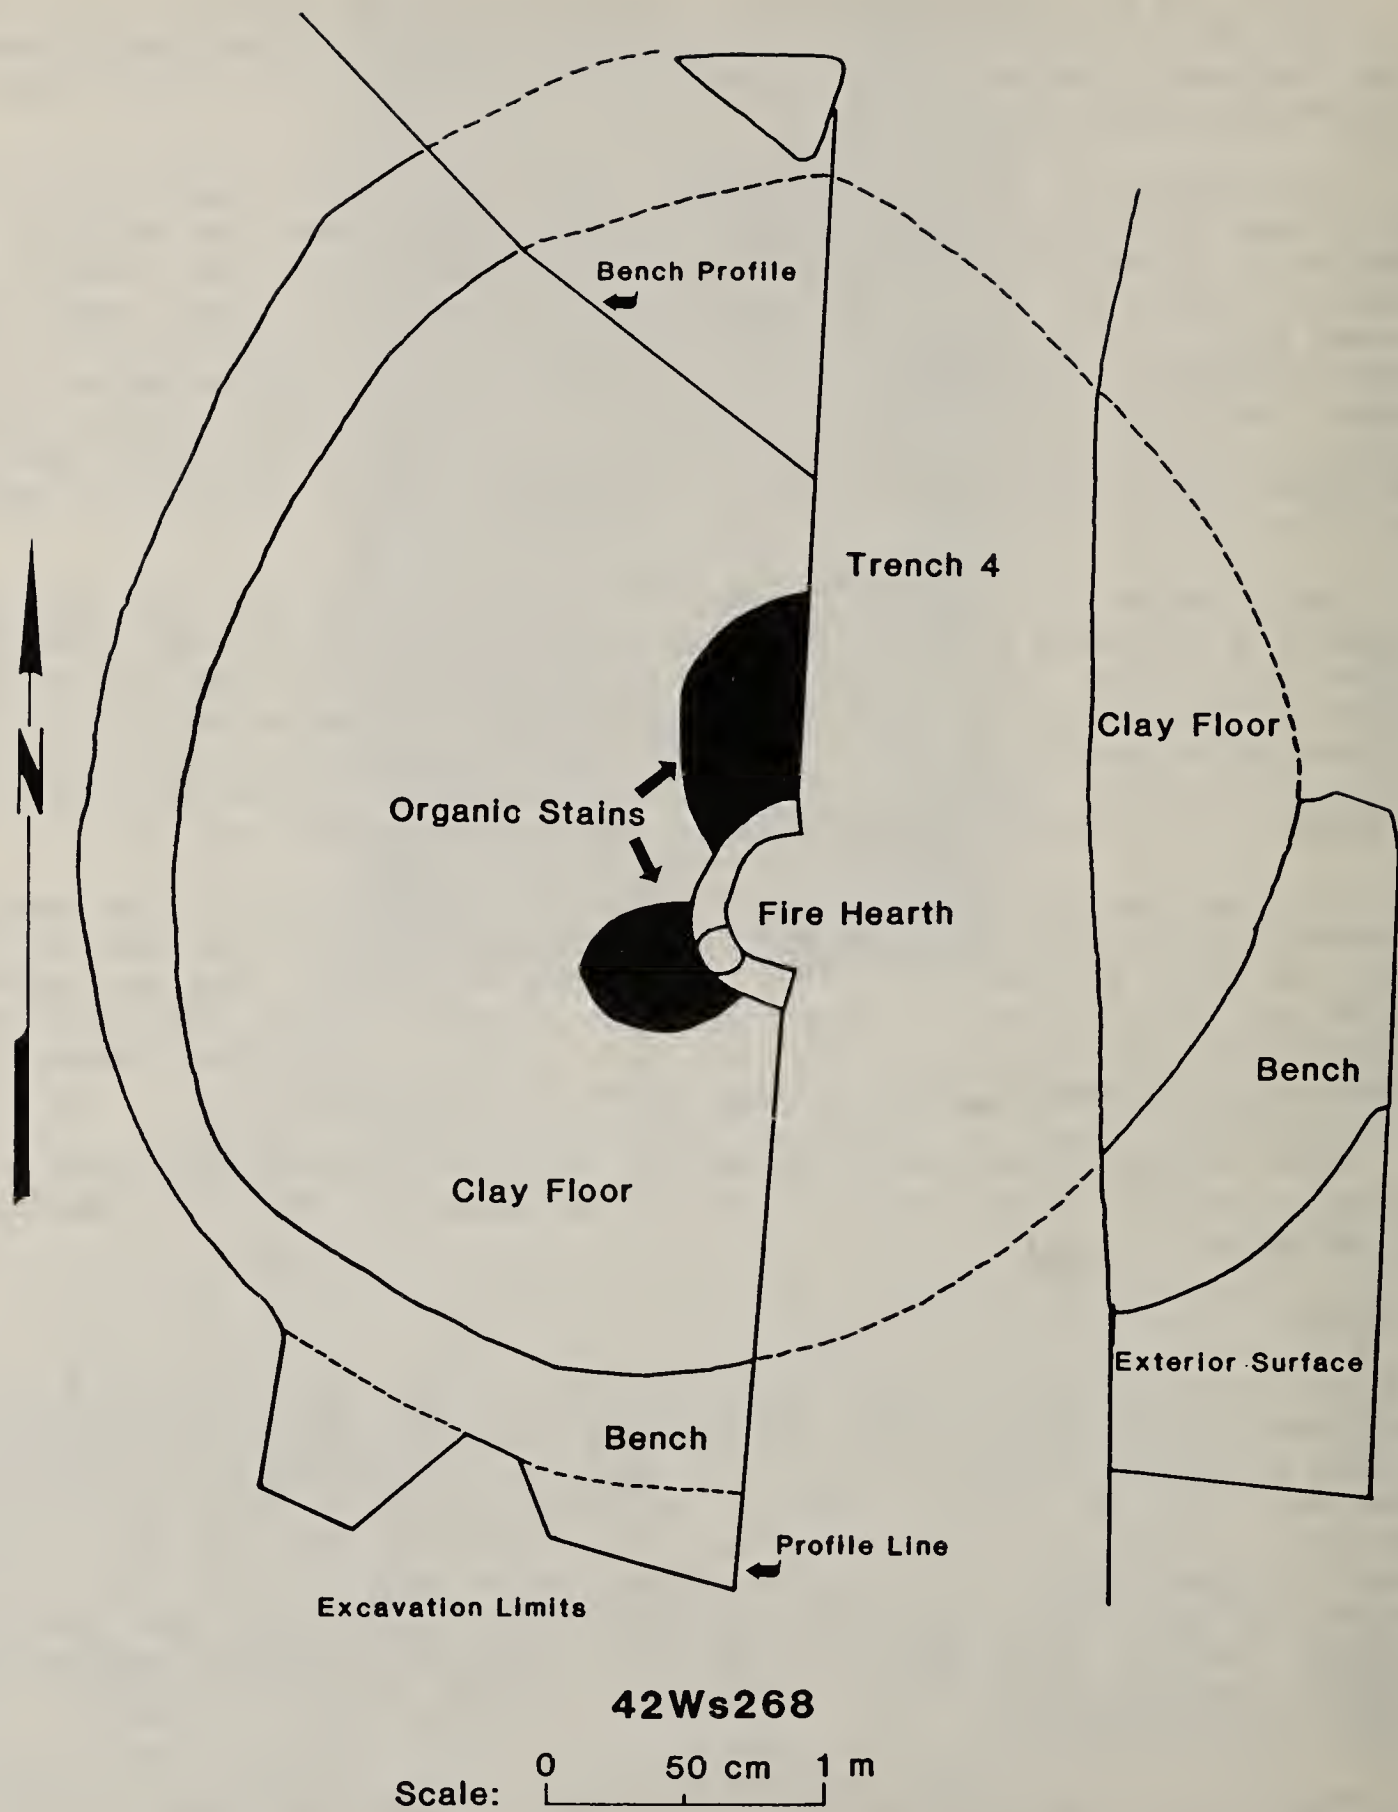 Bench Profile
Trench 4
N
Clay Floor
Organic Stains
Fire Hearth
Bench
Clay Floor
Exterior Surface
Bench
Profile Line
Excavation Limits
42Ws268
0 50 cm 1 m
Scale: